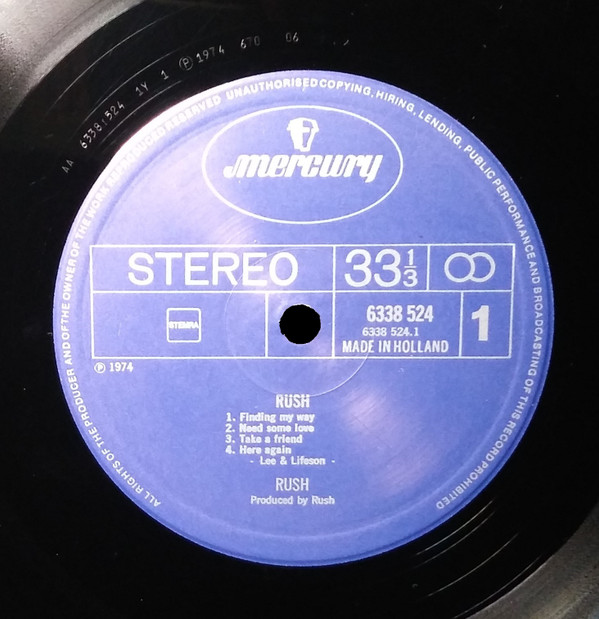 AA 6338:524 1Y 1 Ⓟ1974 670 06
ALL RIGHTS OF THE PRODUCER AND OF THE OWNER OF THE WORK REPRODUCED RESERVED UNAUTHORISED COPYING, HIRING, LENDING, PUBLIC PERFORMANCE AND BROADCASTING OF THIS RECORD PROHIBITED
mercury
STEREO 33⅓
STEMRA 6338 524 1
6338 524.1
MADE IN HOLLAND
Ⓟ 1974
RUSH
1. Finding my way
2. Need some love
3. Take a friend
4. Here again
- Lee & Lifeson -
RUSH
Produced by Rush